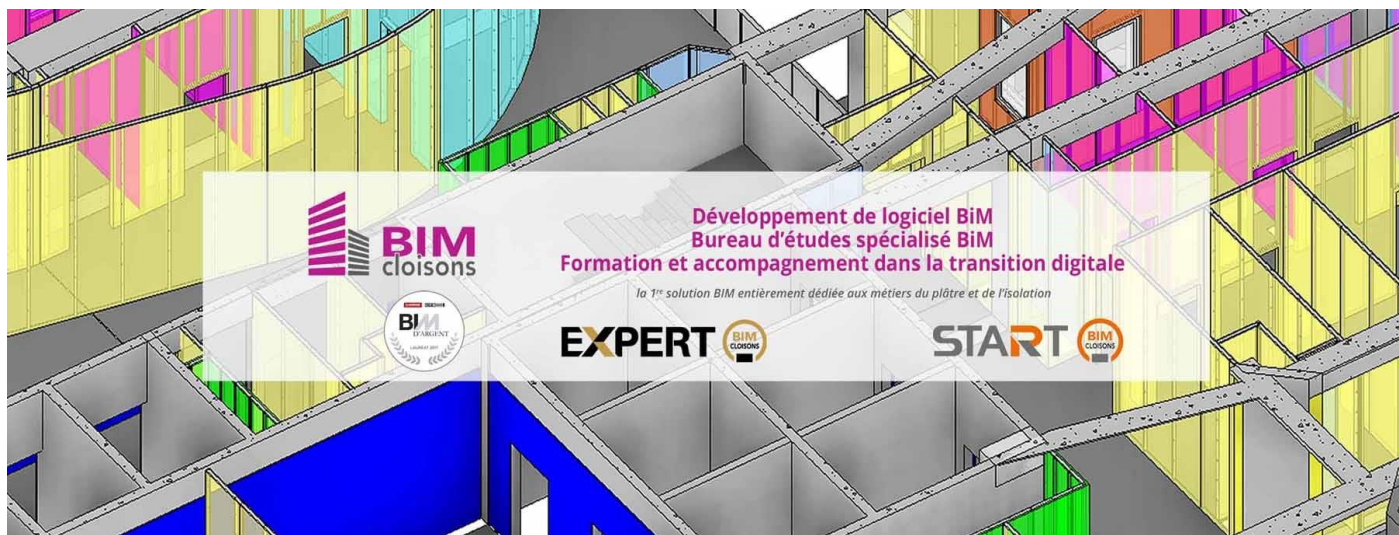 BIM
cloisons
BIM
D'ARGENT
LAURÉAT 2017
Développement de logiciel BiM
Bureau d'études spécialisé BiM
Formation et accompagnement dans la transition digitale
la 1re solution BIM entièrement dédiée aux métiers du plâtre et de l'isolation
EXPERT
BIM
CLOISONS
START
BIM
CLOISONS